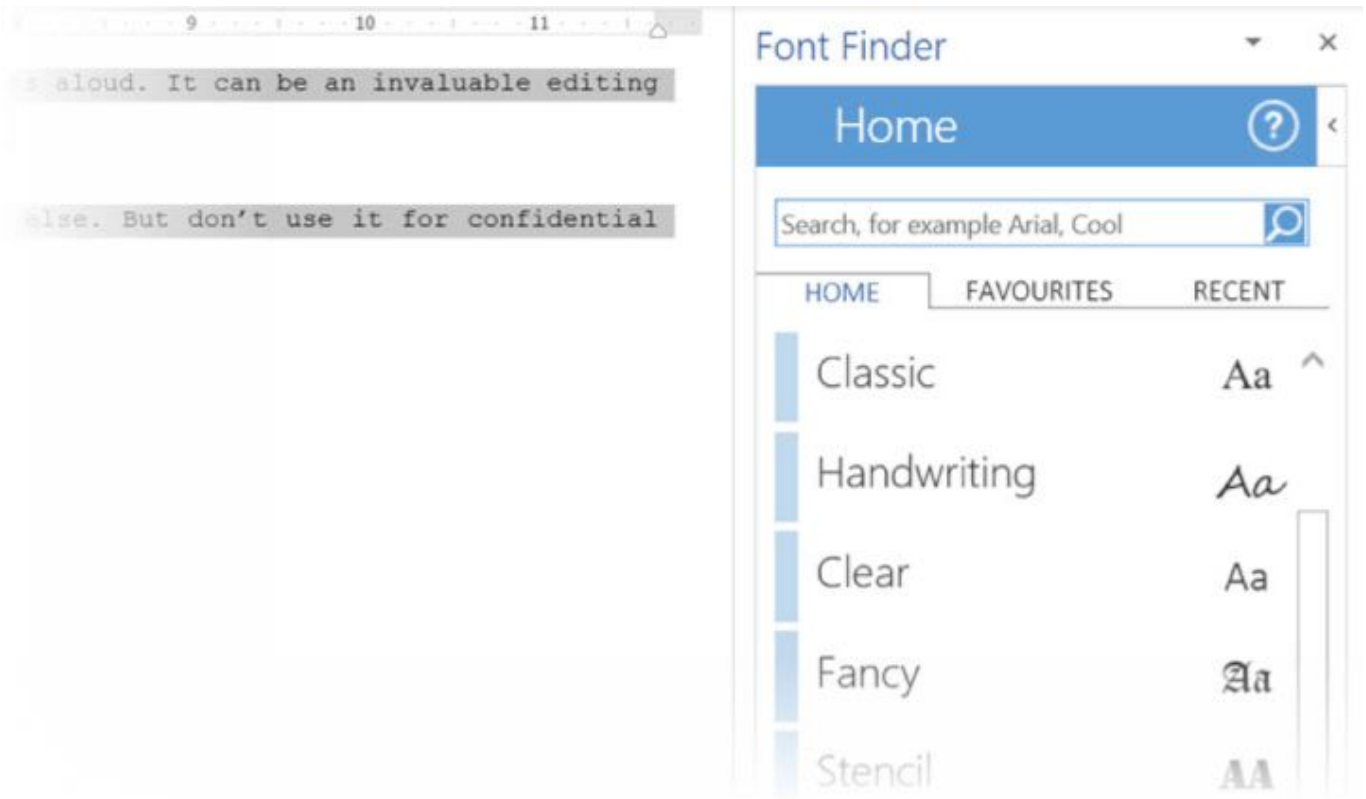 9 10 11
s aloud. It can be an invaluable editing
else. But don’t use it for confidential
Font Finder
Home ?
Search, for example Arial, Cool
HOME FAVOURITES RECENT
Classic Aa
Handwriting Aa
Clear Aa
Fancy Aa
Stencil AA